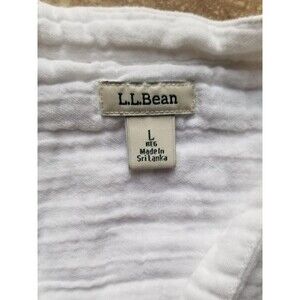 L.L.Bean
L
REG
Made in
Sri Lanka